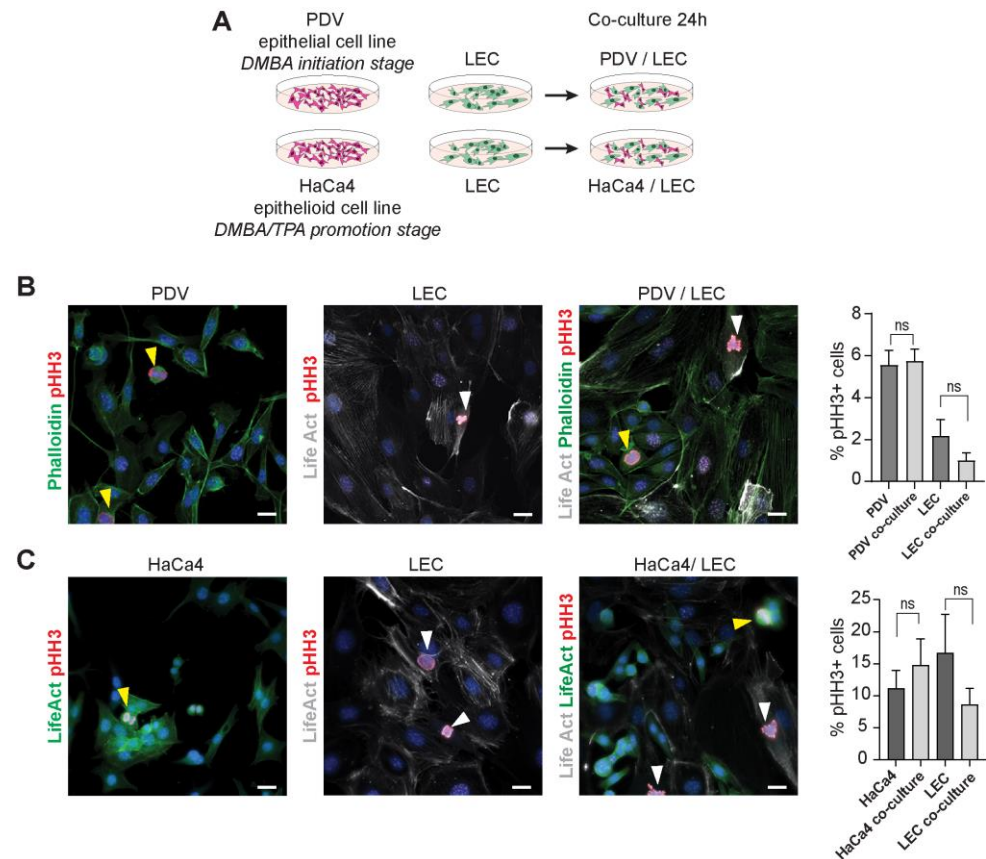 A
PDV
epithelial cell line
DMBA initiation stage
LEC
Co-culture 24h
PDV / LEC
HaCa4
epithelioid cell line
DMBA/TPA promotion stage
LEC
HaCa4 / LEC
B
PDV
LEC
PDV / LEC
Phalloidin pHH3
Life Act pHH3
Life Act Phalloidin pHH3
% pHH3+ cells
8
6
4
2
0
ns
ns
PDV
PDV co-culture
LEC
LEC co-culture
C
HaCa4
LEC
HaCa4/ LEC
LifeAct pHH3
LifeAct pHH3
Life Act LifeAct pHH3
% pHH3+ cells
25
20
15
10
5
0
ns
ns
HaCa4
HaCa4 co-culture
LEC
LEC co-culture